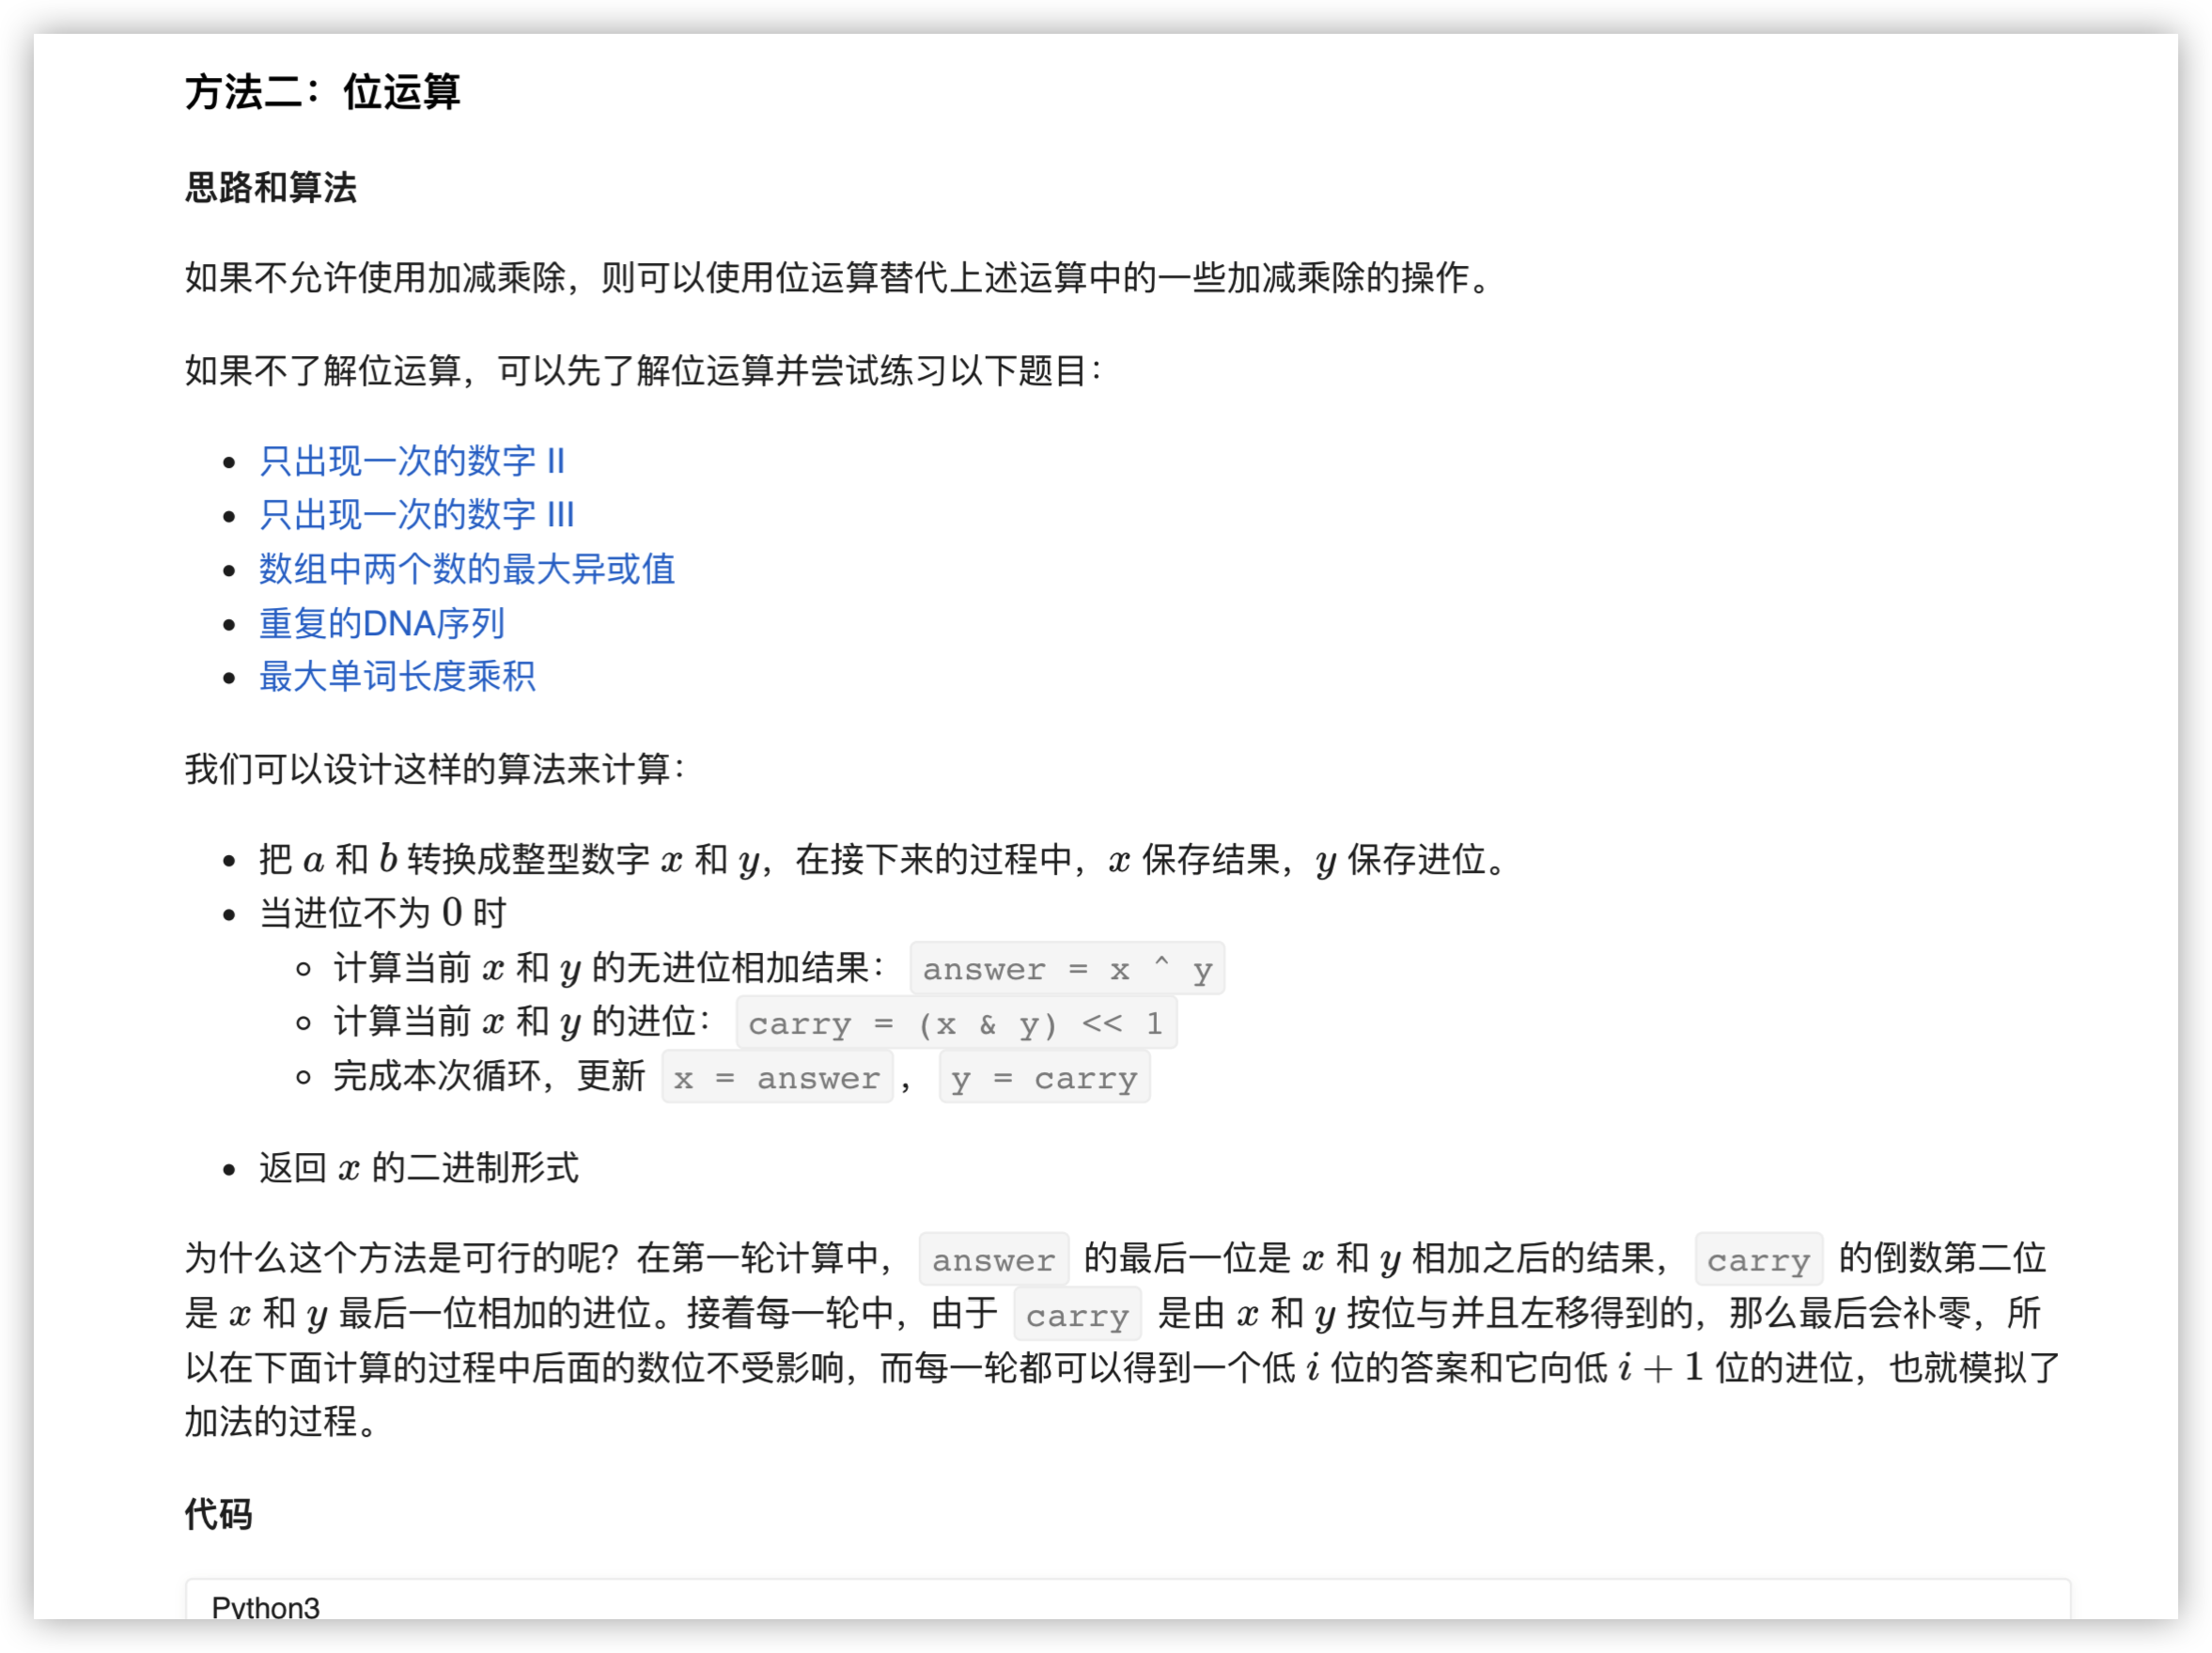 方法二：位运算
思路和算法
如果不允许使用加减乘除，则可以使用位运算替代上述运算中的一些加减乘除的操作。
如果不了解位运算，可以先了解位运算并尝试练习以下题目：
• 只出现一次的数字 II
• 只出现一次的数字 III
• 数组中两个数的最大异或值
• 重复的DNA序列
• 最大单词长度乘积
我们可以设计这样的算法来计算：
• 把 a 和 b 转换成整型数字 x 和 y，在接下来的过程中，x 保存结果，y 保存进位。
• 当进位不为 0 时
◦ 计算当前 x 和 y 的无进位相加结果： answer = x ^ y
◦ 计算当前 x 和 y 的进位： carry = (x & y) << 1
◦ 完成本次循环，更新 x = answer ， y = carry
• 返回 x 的二进制形式
为什么这个方法是可行的呢？在第一轮计算中， answer 的最后一位是 x 和 y 相加之后的结果， carry 的倒数第二位
是 x 和 y 最后一位相加的进位。接着每一轮中，由于 carry 是由 x 和 y 按位与并且左移得到的，那么最后会补零，所
以在下面计算的过程中后面的数位不受影响，而每一轮都可以得到一个低 i 位的答案和它向低 i + 1 位的进位，也就模拟了
加法的过程。
代码
Python3